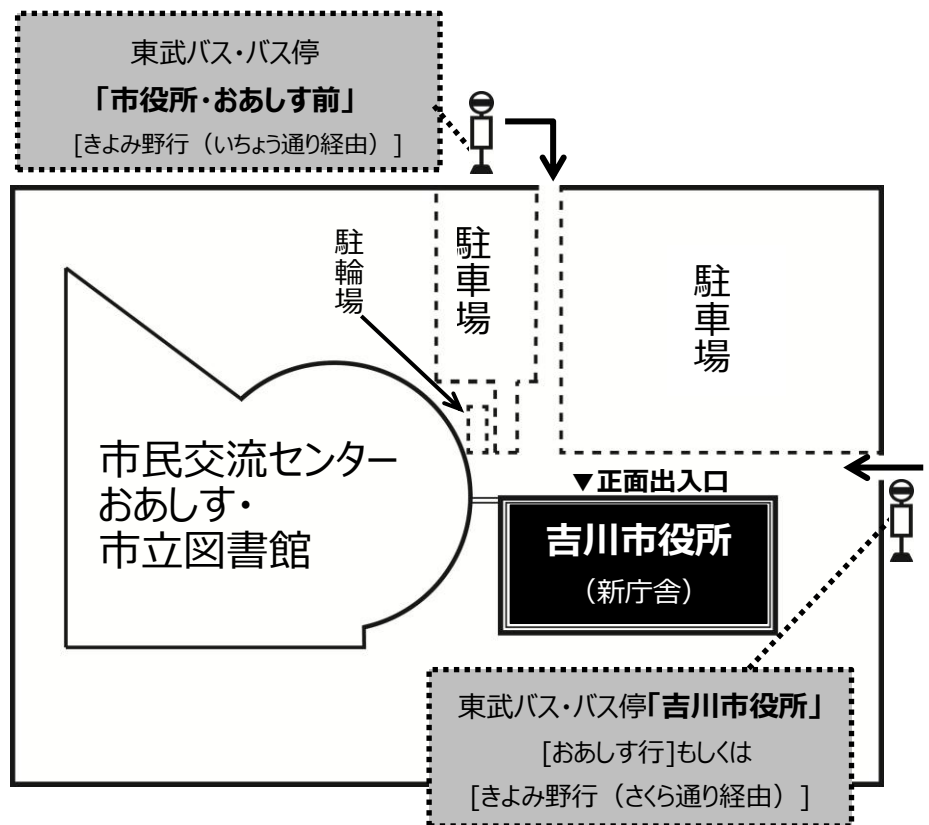 東武バス・バス停
「市役所・おあしす前」
[きよみ野行（いちょう通り経由）]
駐輪場
駐車場
駐車場
市民交流センター
おあしす・
市立図書館
▼正面出入口
吉川市役所
（新庁舎）
東武バス・バス停「吉川市役所」
[おあしす行]もしくは
[きよみ野行（さくら通り経由）]